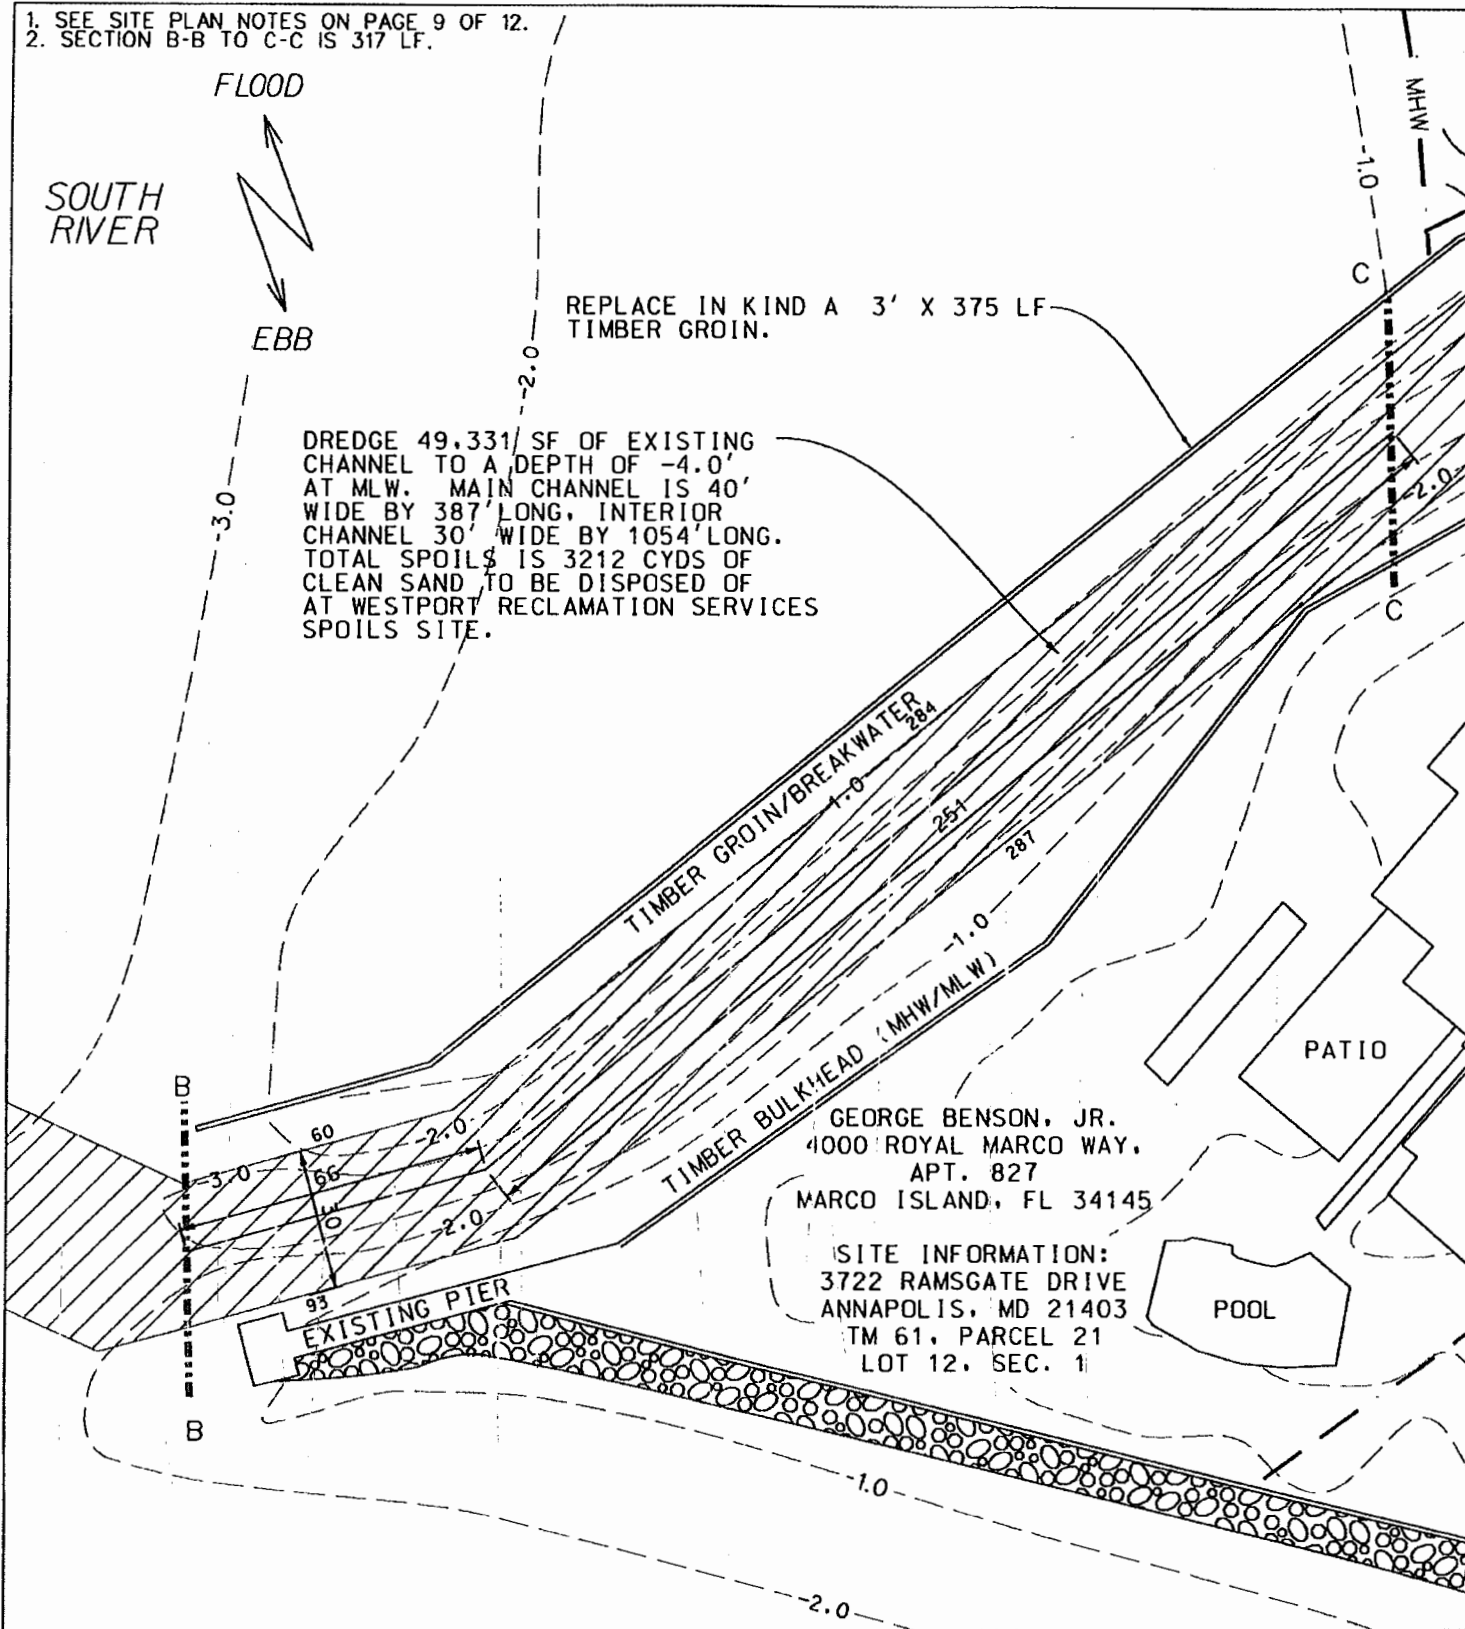 1. SEE SITE PLAN NOTES ON PAGE 9 OF 12.
2. SECTION B-B TO C-C IS 317 LF.
FLOOD
SOUTH
RIVER
EBB
MHW
-1.0
C
REPLACE IN KIND A 3' X 375 LF
TIMBER GROIN.
-2.0
-3.0
DREDGE 49,331 SF OF EXISTING
CHANNEL TO A DEPTH OF -4.0'
AT MLW. MAIN CHANNEL IS 40'
WIDE BY 387' LONG, INTERIOR
CHANNEL 30' WIDE BY 1054' LONG.
TOTAL SPOILS IS 3212 CYDS OF
CLEAN SAND TO BE DISPOSED OF
AT WESTPORT RECLAMATION SERVICES
SPOILS SITE.
-2.0
C
TIMBER GROIN/BREAKWATER
284
-1.0
251
287
-1.0
TIMBER BULKHEAD (MHW/MLW)
PATIO
B
60
-2.0
-3.0
66
30
-2.0
93
EXISTING PIER
B
GEORGE BENSON, JR.
4000 ROYAL MARCO WAY,
APT. 827
MARCO ISLAND, FL 34145
SITE INFORMATION:
3722 RAMSGATE DRIVE
ANNAPOLIS, MD 21403
TM 61, PARCEL 21
LOT 12, SEC. 1
POOL
-1.0
-2.0